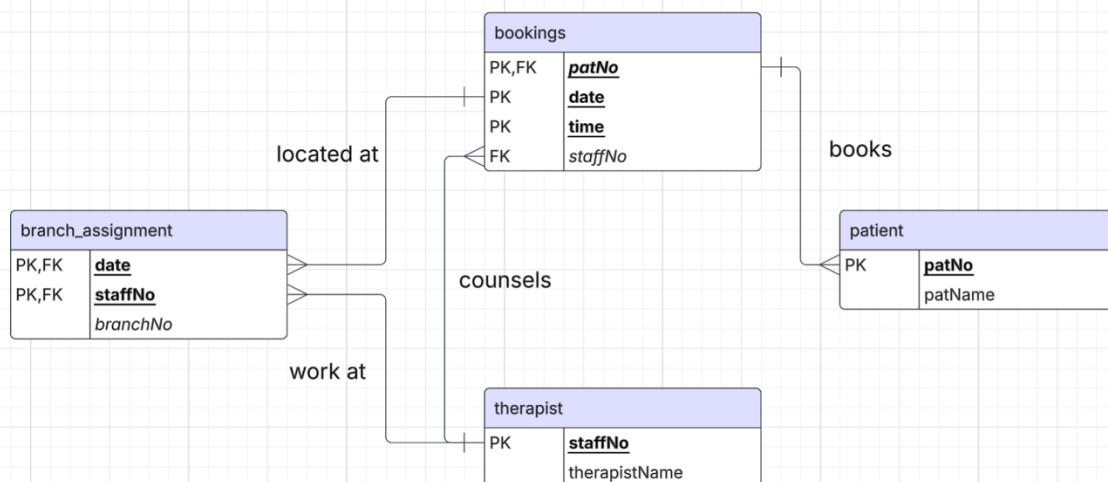 bookings
PK,FK patNo
PK date
PK time
FK staffNo
located at
books
branch_assignment
PK,FK date
PK,FK staffNo
branchNo
patient
PK patNo
patName
counsels
work at
therapist
PK staffNo
therapistName